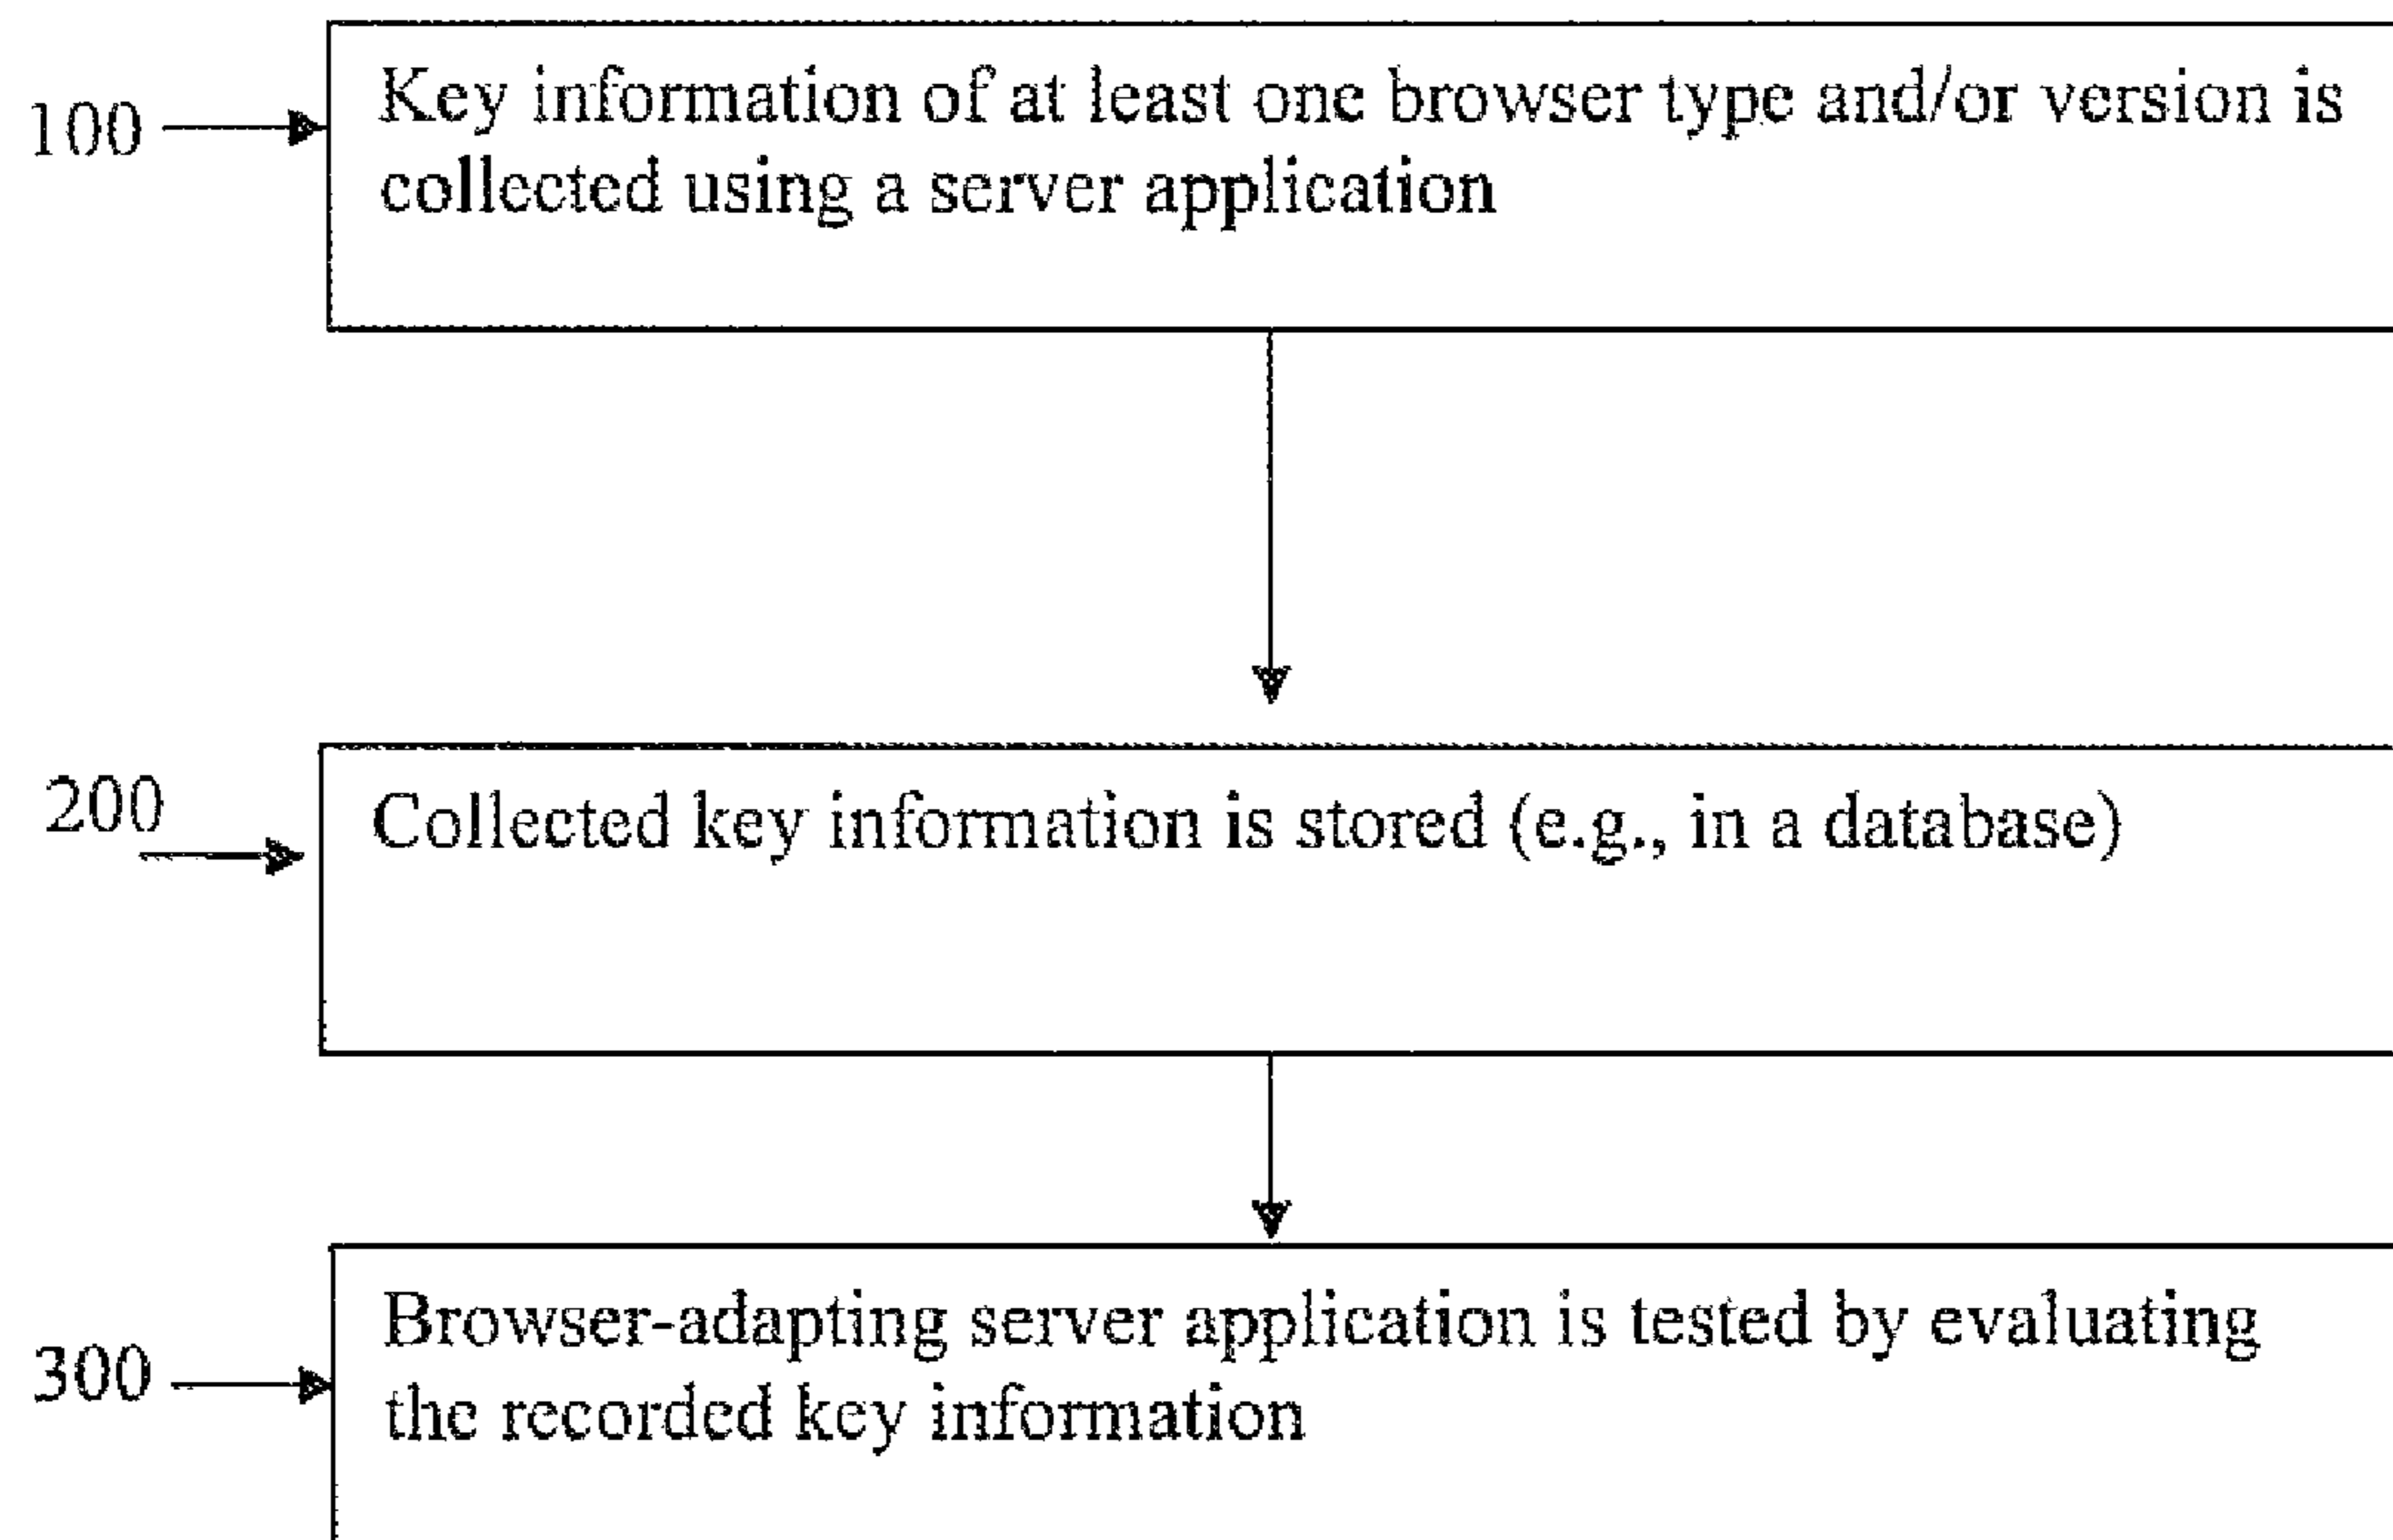 100
Key information of at least one browser type and/or version is
collected using a server application
200
Collected key information is stored (e.g., in a database)
300
Browser-adapting server application is tested by evaluating
the recorded key information